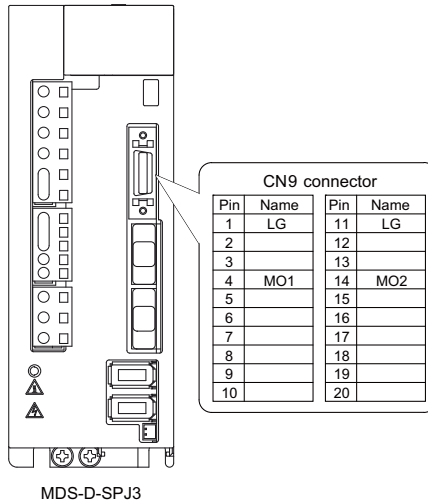 CN9 connector
Pin Name Pin Name
1 LG 11 LG
2 12
3 13
4 MO1 14 MO2
5 15
6 16
7 17
8 18
9 19
10 20
MDS-D-SPJ3